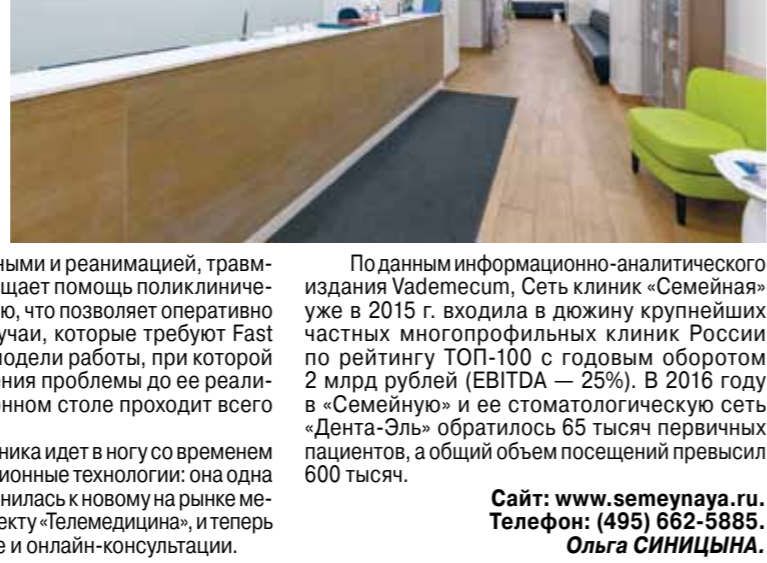 ными и реанимацией, травм-
щает помощь поликлиниче-
ю, что позволяет оперативно
учаи, которые требуют Fast
модели работы, при которой
ния проблемы до ее реали-
онном столе проходит всего
ника идет в ногу со временем
ионные технологии: она одна
нилась к новому на рынке ме-
екту «Телемедицина», и теперь
е и онлайн-консультации.
По данным информационно-аналитического
издания Vademecum, Сеть клиник «Семейная»
уже в 2015 г. входила в дюжину крупнейших
частных многопрофильных клиник России
по рейтингу ТОП-100 с годовым оборотом
2 млрд рублей (EBITDA — 25%). В 2016 году
в «Семейную» и ее стоматологическую сеть
«Дента-Эль» обратилось 65 тысяч первичных
пациентов, а общий объем посещений превысил
600 тысяч.
Сайт: www.semeynaya.ru.
Телефон: (495) 662-5885.
Ольга СИНИЦЫНА.